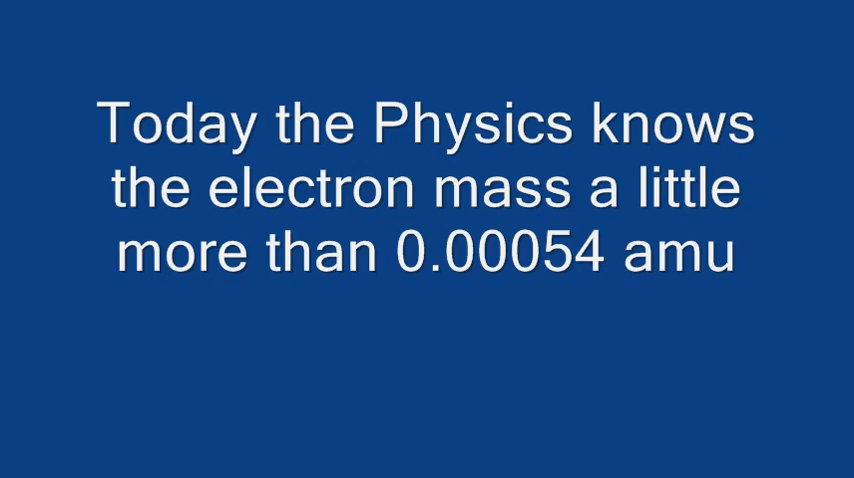 Today the Physics knows
the electron mass a little
more than 0.00054 amu